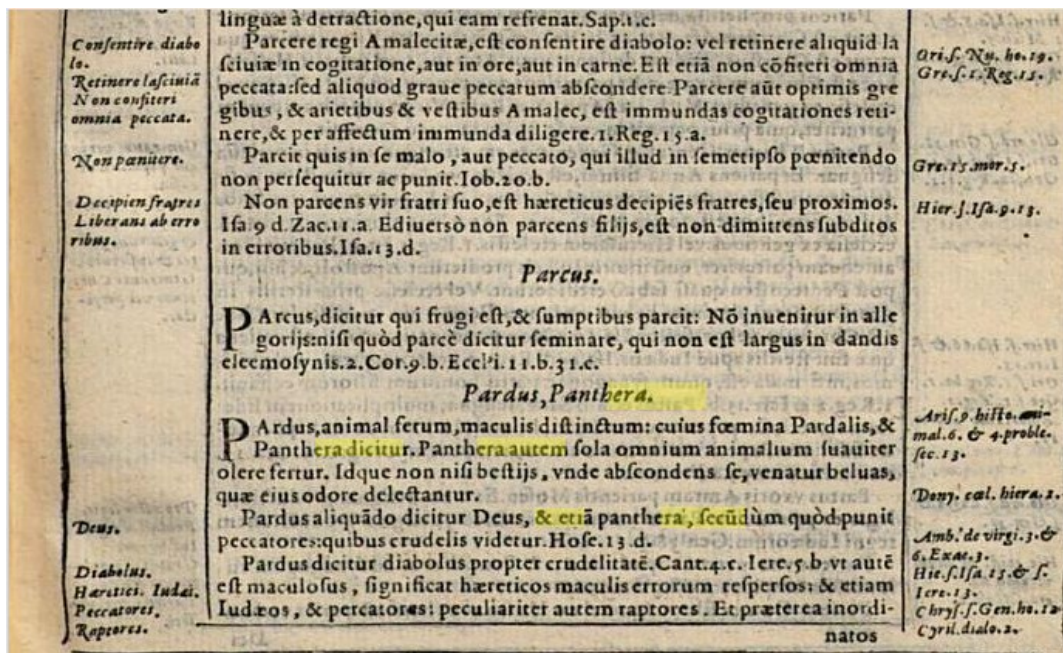 linguæ à detractione, qui eam refrenat. Sap. 1. c.
Parcere regi Amalecitæ, est consentire diabolo: vel retinere aliquid la
sciuiæ in cogitatione, aut in ore, aut in carne. Est etiā non cōfiteri omnia
peccata: sed aliquod graue peccatum abscondere. Parcere aūt optimis gre
gibus, & arietibus & vestibus Amalec, est immundas cogitationes reti-
nere, & per affectum immunda diligere. 1. Reg. 15. a.
Parcit quis in se malo, aut peccato, qui illud in semetipso pœnitendo
non persequitur ac punit. Iob. 20. b.
Non parcens vir fratri suo, est hæreticus decipiēs fratres, seu proximos.
Isa. 9 d. Zac. 11. a. Ediuersò non parcens filijs, est non dimittens subditos
in erroribus. Isa. 13. d.
Parcus.
PArcus, dicitur qui frugi est, & sumptibus parcit: Nō inuenitur in alle
gorijs: nisi quòd parcè dicitur seminare, qui non est largus in dandis
eleemosynis. 2. Cor. 9. b. Eccl'i. 11. b. 31. c.
Pardus, Panthera.
PArdus, animal ferum, maculis distinctum: cuius fœmina Pardalis, &
Panthera dicitur. Panthera autem sola omnium animalium suauiter
olere fertur. Idque non nisi bestijs, vnde abscondens se, venatur beluas,
quæ eius odore delectantur.
Pardus aliquādo dicitur Deus, & etiā panthera, secūdùm quòd punit
peccatores: quibus crudelis videtur. Hose. 13. d.
Pardus dicitur diabolus propter crudelitatē. Cant. 4. c. Iere. 5. b. vt autē
est maculosus, significat hæreticos maculis errorum respersos: & etiam
Iudæos, & peccatores: peculiariter autem raptores. Et præterea inordi-
natos
Consentire diabo
lo.
Retinere lasciuiā
Non confiteri
omnia peccata.
Non pœnitere.
Decipiens fratres
Liberans ab erro
ribus.
Deus.
Diabolus.
Hæretici. Iudæi.
Peccatores.
Raptores.
Ori. s. Nu. ho. 19.
Gre. s. 1. Reg. 15.
Gre. 15. mor. 5.
Hier. s. Isa. 9. 13.
Aris. 9. histo. ani-
mal. 6. & 4. proble.
sec. 13.
Dony. cœl. hiera. 2.
Amb. de virgi. 3. &
6. Exae. 3.
Hie. s. Isa 15. & s.
Iere. 13.
Chrys. s. Gen. ho. 12
Cyril. dialo. 2.